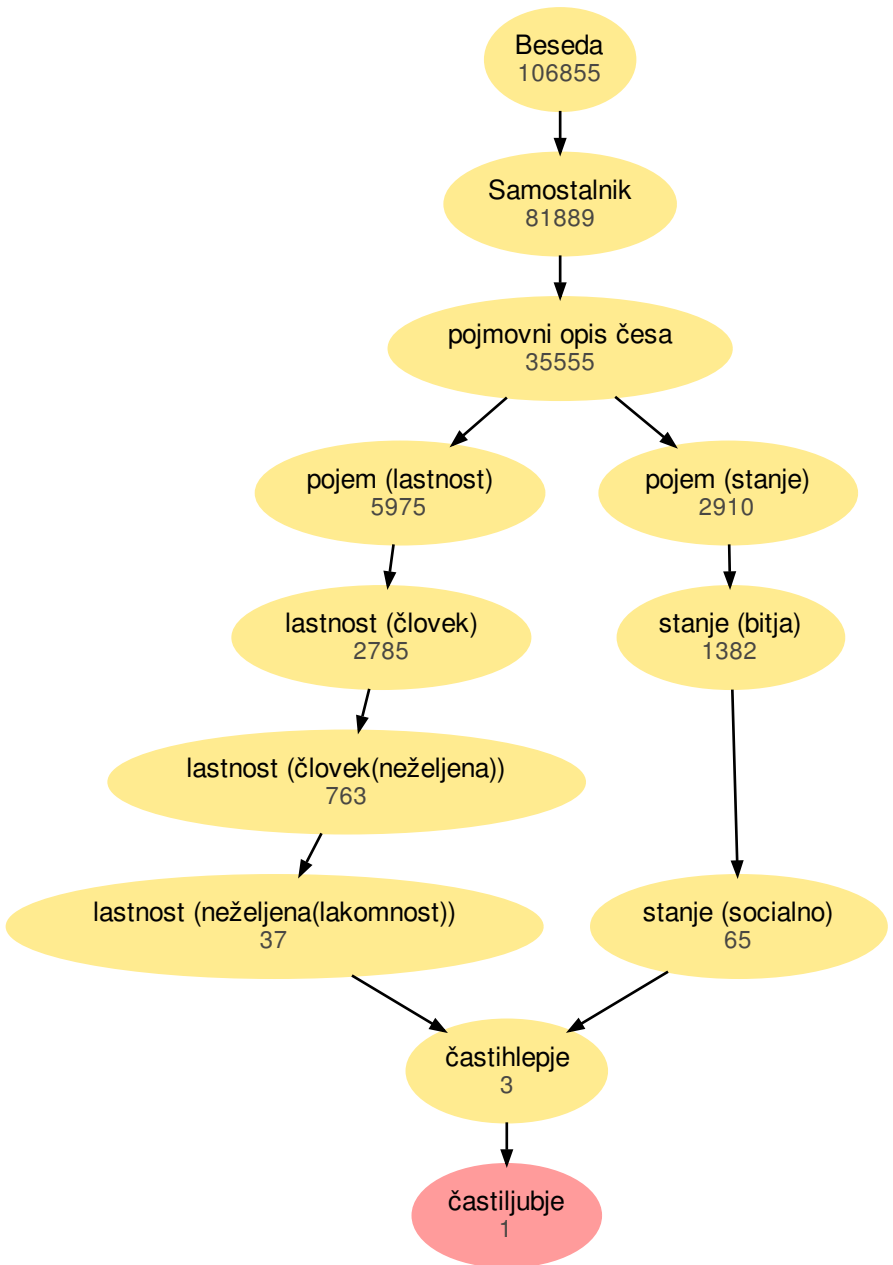 Beseda
106855
Samostalnik
81889
pojmovni opis česa
35555
pojem (lastnost)
5975
pojem (stanje)
2910
lastnost (človek)
2785
stanje (bitja)
1382
lastnost (človek(neželjena))
763
lastnost (neželjena(lakomnost))
37
stanje (socialno)
65
častihlepje
3
častiljubje
1